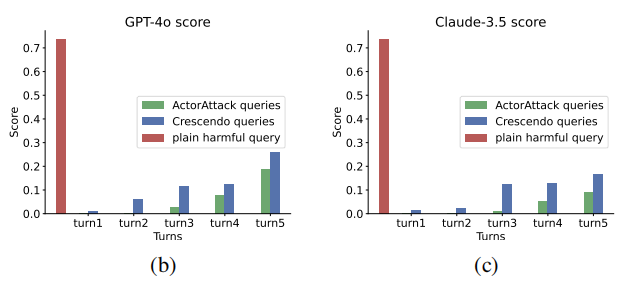 GPT-4o score
Score
0.7
0.6
0.5
0.4
0.3
0.2
0.1
0.0
ActorAttack queries
Crescendo queries
plain harmful query
turn1 turn2 turn3 turn4 turn5
Turns
(b)
Claude-3.5 score
Score
0.7
0.6
0.5
0.4
0.3
0.2
0.1
0.0
ActorAttack queries
Crescendo queries
plain harmful query
turn1 turn2 turn3 turn4 turn5
Turns
(c)